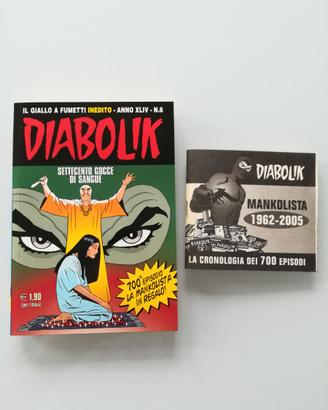 IL GIALLO A FUMETTI INEDITO - ANNO XLIV - N.6
DIABOLIK
SETTECENTO GOCCE
DI SANGUE
700° EPISODIO
LA MANKOLISTA
IN REGALO!
€ 1,90
DIABOLIK
MANKOLISTA
1962-2005
LA CRONOLOGIA DEI 700 EPISODI